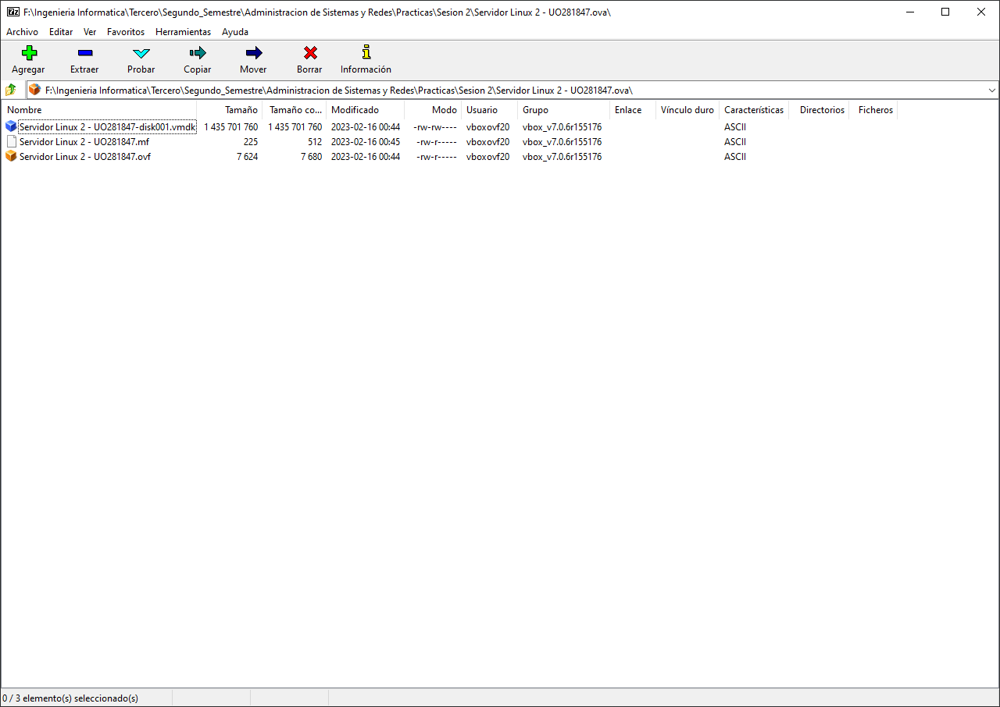 F:\Ingenieria Informatica\Tercero\Segundo_Semestre\Administracion de Sistemas y Redes\Practicas\Sesion 2\Servidor Linux 2 - UO281847.ova\
Archivo Editar Ver Favoritos Herramientas Ayuda
Agregar Extraer Probar Copiar Mover Borrar Información
F:\Ingenieria Informatica\Tercero\Segundo_Semestre\Administracion de Sistemas y Redes\Practicas\Sesion 2\Servidor Linux 2 - UO281847.ova\
Nombre Tamaño Tamaño co... Modificado Modo Usuario Grupo Enlace Vínculo duro Características Directorios Ficheros
Servidor Linux 2 - UO281847-disk001.vmdk 1 435 701 760 1 435 701 760 2023-02-16 00:44 -rw-rw---- vboxovf20 vbox_v7.0.6r155176 ASCII
Servidor Linux 2 - UO281847.mf 225 512 2023-02-16 00:45 -rw-r----- vboxovf20 vbox_v7.0.6r155176 ASCII
Servidor Linux 2 - UO281847.ovf 7 624 7 680 2023-02-16 00:44 -rw-r----- vboxovf20 vbox_v7.0.6r155176 ASCII
0 / 3 elemento(s) seleccionado(s)